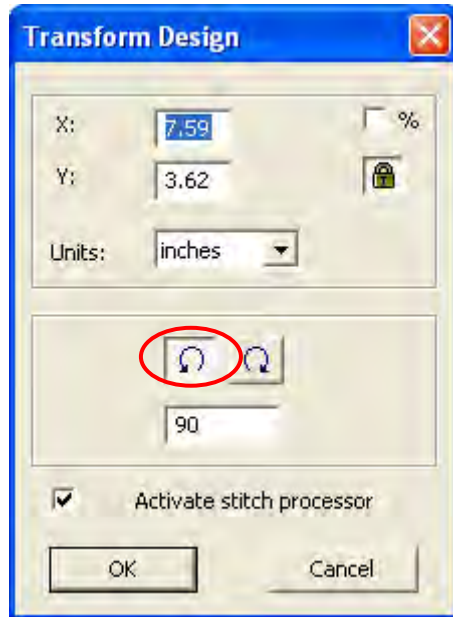 Transform Design
X: 7.59 %
Y: 3.62
Units: inches
90
Activate stitch processor
OK Cancel